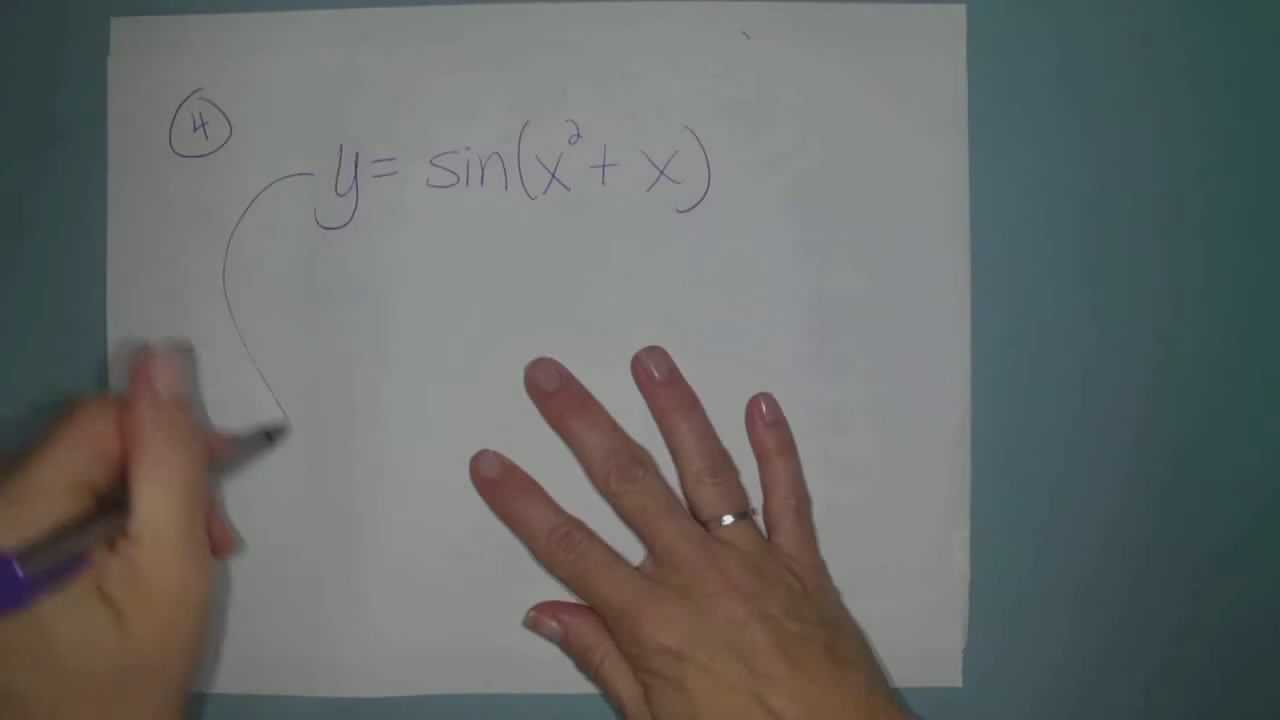 4
y = sin(x² + x)